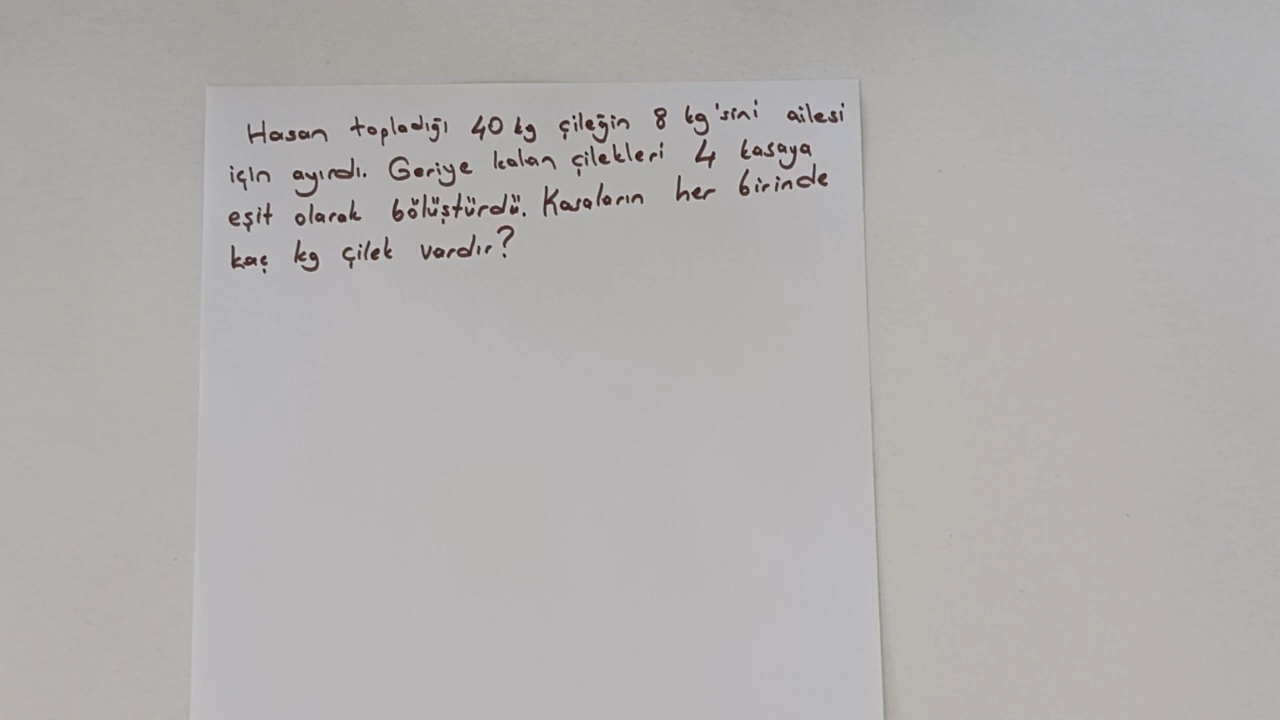 Hasan topladığı 40 kg çileğin 8 kg'sini ailesi
için ayırdı. Geriye kalan çilekleri 4 kasaya
eşit olarak bölüştürdü. Kasaların her birinde
kaç kg çilek vardır?